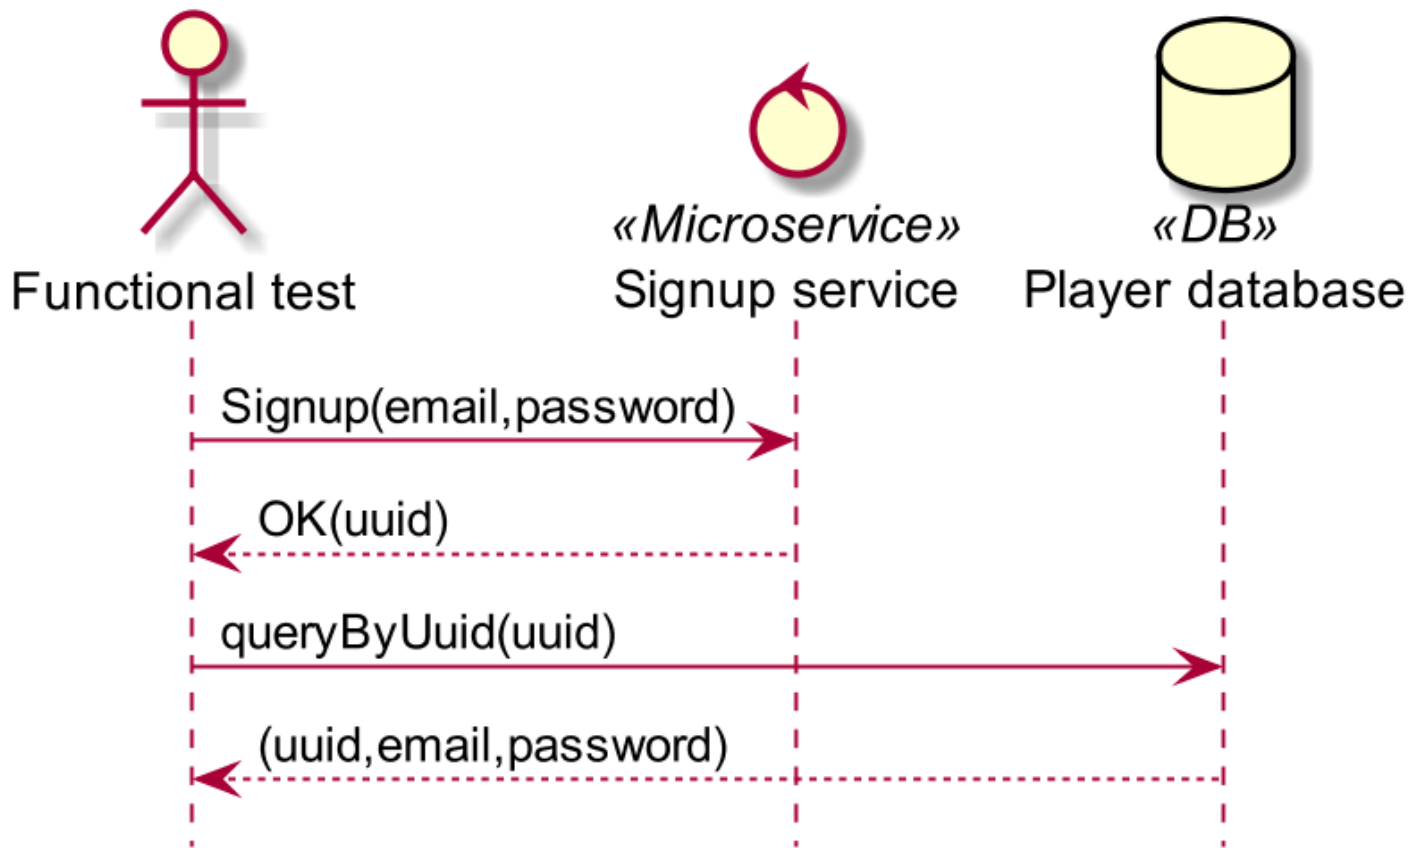 «Microservice»
«DB»
Functional test
Signup service
Player database
Signup(email,password)
OK(uuid)
queryByUuid(uuid)
(uuid,email,password)